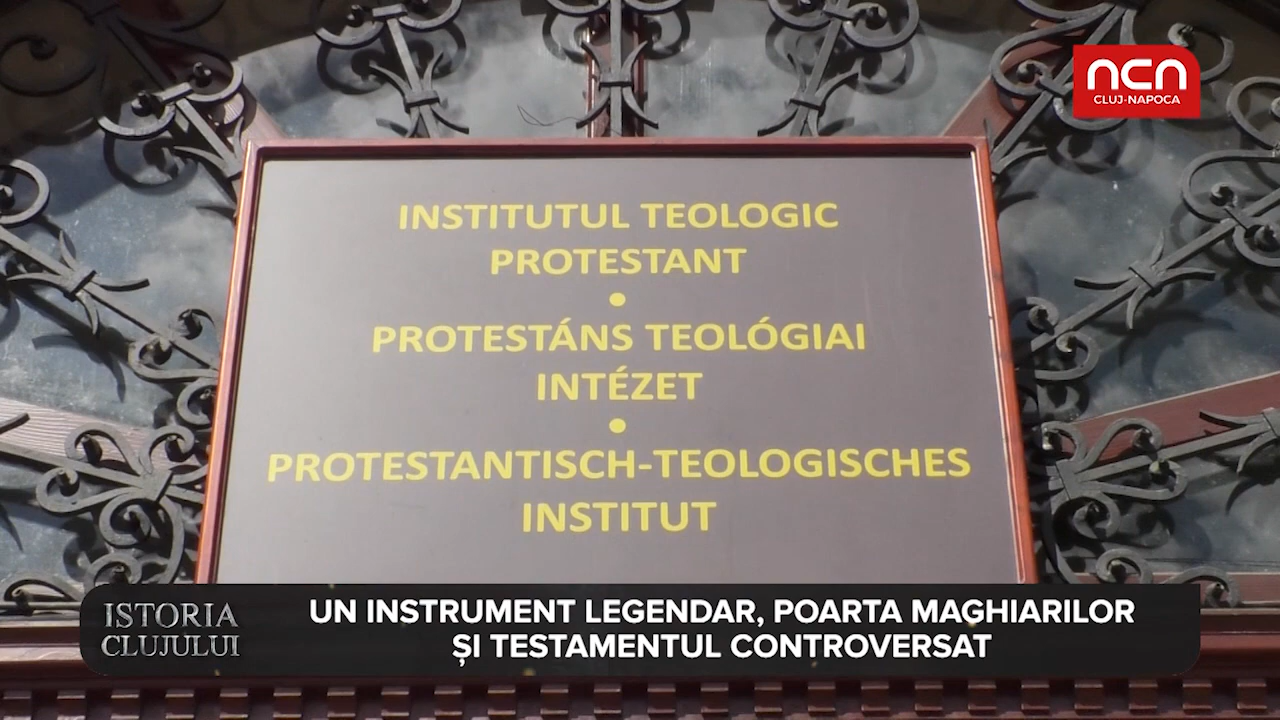 ncn
CLUJ-NAPOCA
INSTITUTUL TEOLOGIC
PROTESTANT
•
PROTESTÁNS TEOLÓGIAI
INTÉZET
•
PROTESTANTISCH-TEOLOGISCHES
INSTITUT
ISTORIA
CLUJULUI
UN INSTRUMENT LEGENDAR, POARTA MAGHIARILOR
ȘI TESTAMENTUL CONTROVERSAT